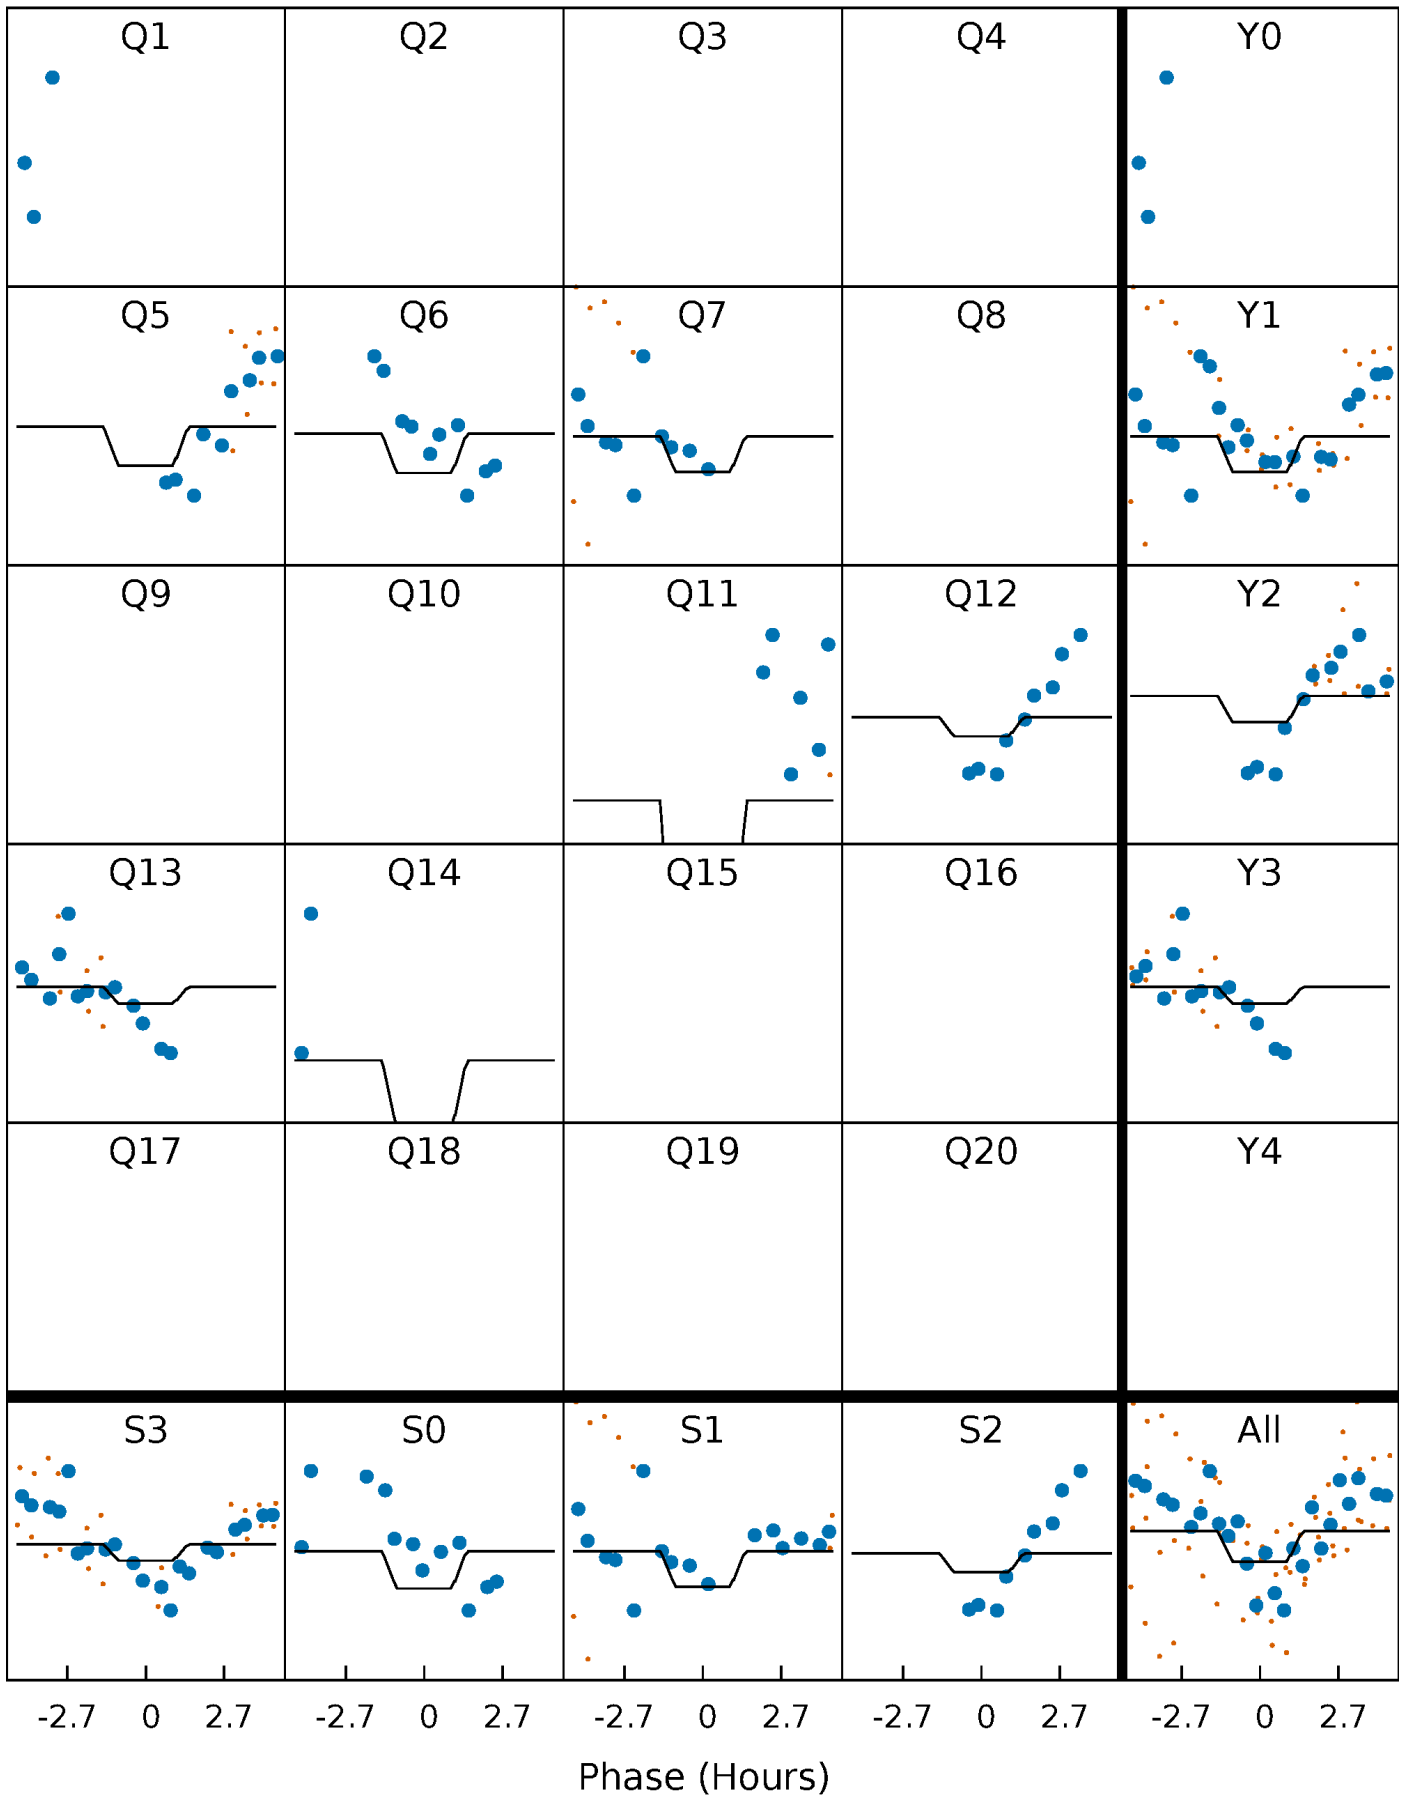 Q1 Q2 Q3 Q4 Y0
Q5 Q6 Q7 Q8 Y1
Q9 Q10 Q11 Q12 Y2
Q13 Q14 Q15 Q16 Y3
Q17 Q18 Q19 Q20 Y4
S3 S0 S1 S2 All
-2.7 0 2.7 -2.7 0 2.7 -2.7 0 2.7 -2.7 0 2.7 -2.7 0 2.7
Phase (Hours)